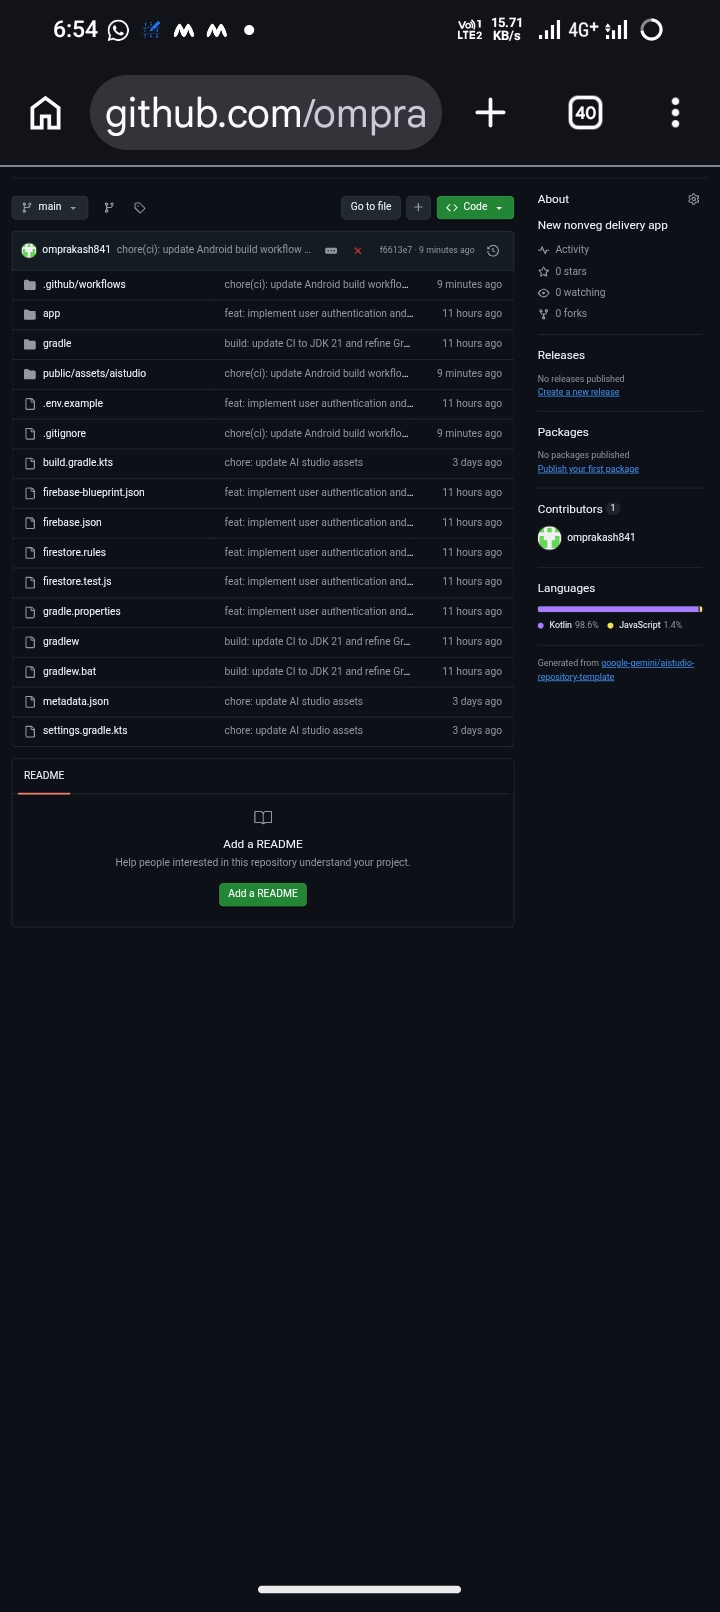 6:54
Vo)) 1
LTE2
15.71
KB/s
4G+
github.com/ompra
40
main
Go to file
Code
omprakash841 chore(ci): update Android build workflow ... f6613e7 · 9 minutes ago
.github/workflows chore(ci): update Android build workflo... 9 minutes ago
app feat: implement user authentication and... 11 hours ago
gradle build: update CI to JDK 21 and refine Gr... 11 hours ago
public/assets/aistudio chore(ci): update Android build workflo... 9 minutes ago
.env.example feat: implement user authentication and... 11 hours ago
.gitignore chore(ci): update Android build workflo... 9 minutes ago
build.gradle.kts chore: update AI studio assets 3 days ago
firebase-blueprint.json feat: implement user authentication and... 11 hours ago
firebase.json feat: implement user authentication and... 11 hours ago
firestore.rules feat: implement user authentication and... 11 hours ago
firestore.test.js feat: implement user authentication and... 11 hours ago
gradle.properties feat: implement user authentication and... 11 hours ago
gradlew build: update CI to JDK 21 and refine Gr... 11 hours ago
gradlew.bat build: update CI to JDK 21 and refine Gr... 11 hours ago
metadata.json chore: update AI studio assets 3 days ago
settings.gradle.kts chore: update AI studio assets 3 days ago
README
Add a README
Help people interested in this repository understand your project.
Add a README
About
New nonveg delivery app
Activity
0 stars
0 watching
0 forks
Releases
No releases published
Create a new release
Packages
No packages published
Publish your first package
Contributors 1
omprakash841
Languages
Kotlin 98.6% JavaScript 1.4%
Generated from google-gemini/aistudio-
repository-template